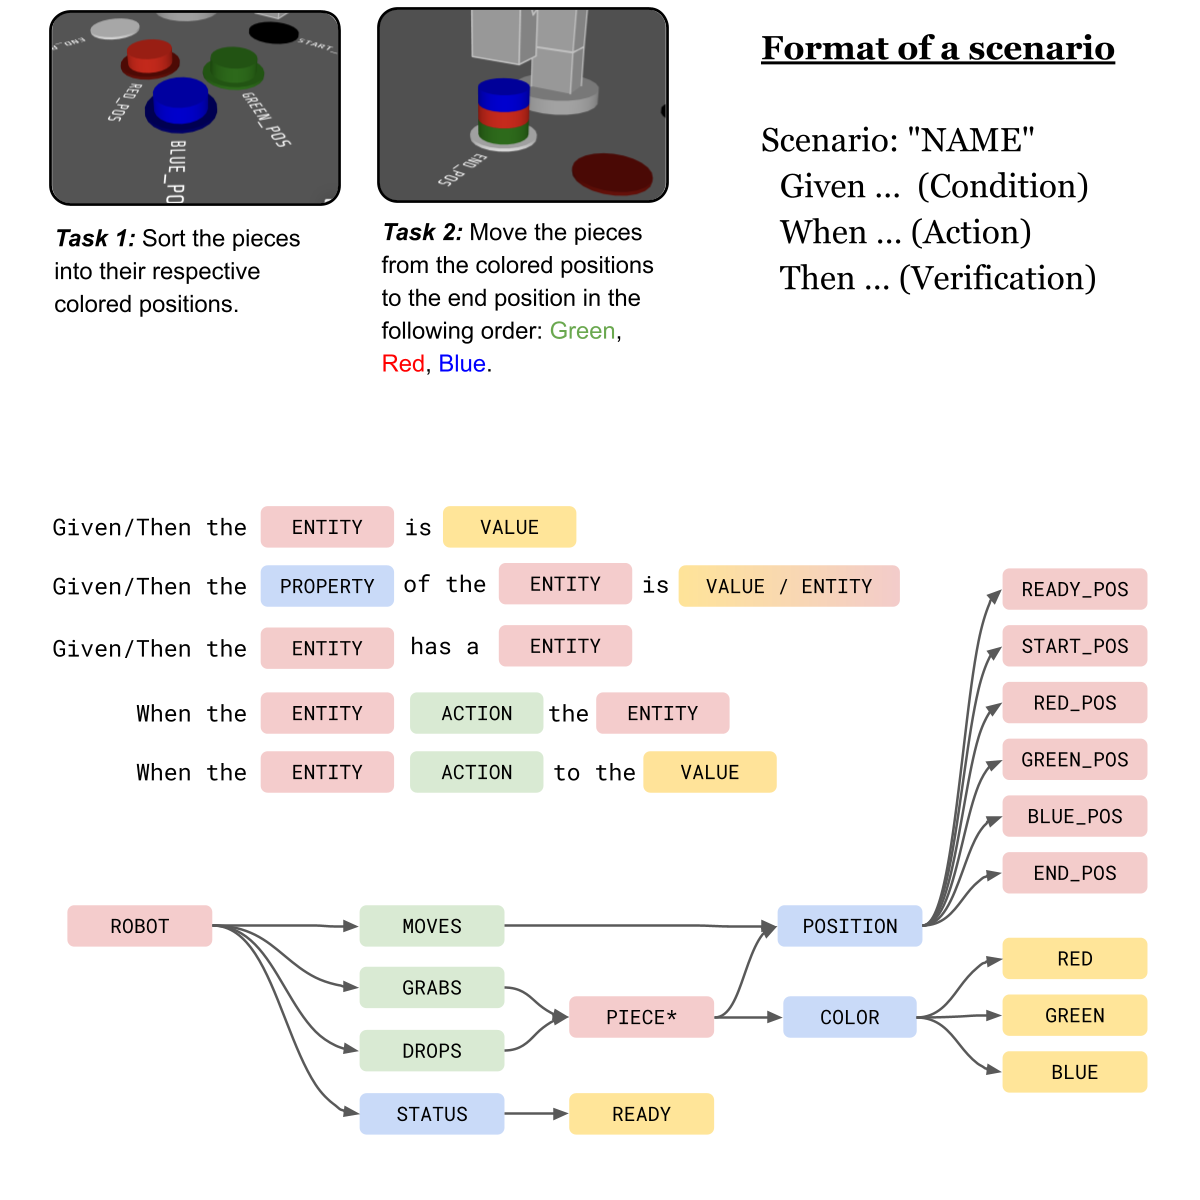 END_P
START_
RED_POS
GREEN_POS
BLUE_PO
END_POS
Task 1: Sort the pieces
into their respective
colored positions.
Task 2: Move the pieces
from the colored positions
to the end position in the
following order: Green,
Red, Blue.
Format of a scenario
Scenario: "NAME"
Given ... (Condition)
When ... (Action)
Then ... (Verification)
Given/Then the ENTITY is VALUE
Given/Then the PROPERTY of the ENTITY is VALUE / ENTITY
Given/Then the ENTITY has a ENTITY
When the ENTITY ACTION the ENTITY
When the ENTITY ACTION to the VALUE
READY_POS
START_POS
RED_POS
GREEN_POS
BLUE_POS
END_POS
ROBOT
MOVES
GRABS
DROPS
STATUS
PIECE*
READY
POSITION
COLOR
RED
GREEN
BLUE